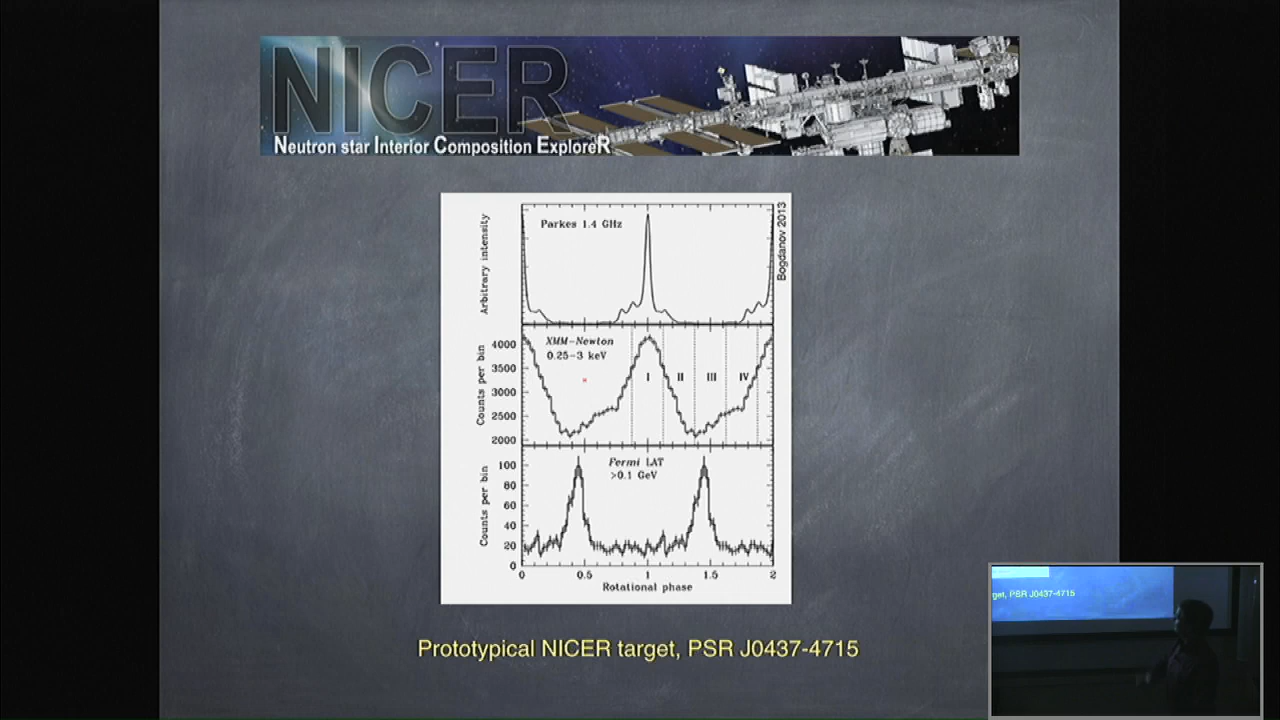 NICER
Neutron star Interior Composition ExploreR
Parkes 1.4 GHz
Arbitrary intensity
Bogdanov 2013
XMM-Newton
0.25-3 keV
Counts per bin
4000
3500
3000
2500
2000
I II III IV
Fermi LAT
>0.1 GeV
Counts per bin
100
80
60
40
20
0
0 0.5 1 1.5 2
Rotational phase
Prototypical NICER target, PSR J0437-4715
get, PSR J0437-4715